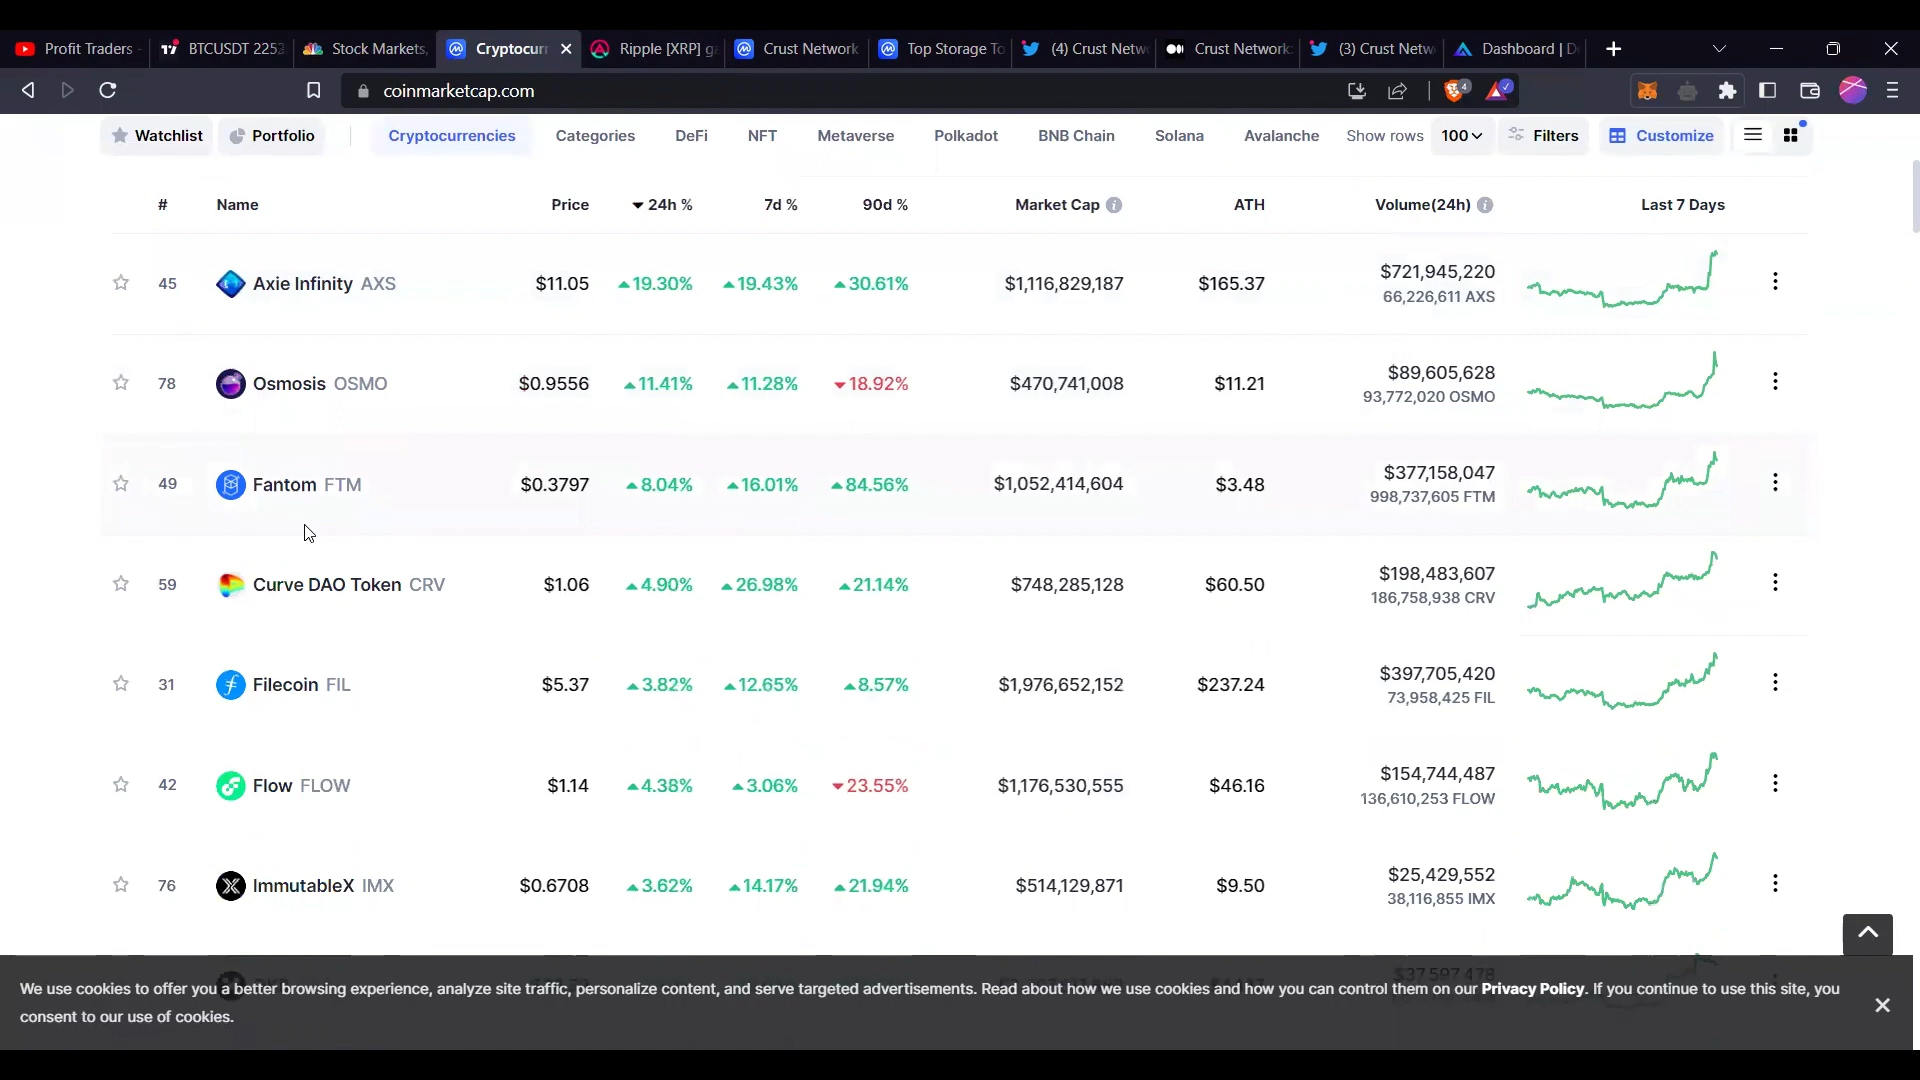 Profit Traders BTCUSDT 2253 Stock Markets, Cryptocurr Ripple [XRP] ga Crust Network Top Storage To (4) Crust Netw Crust Network (3) Crust Netw Dashboard | D
coinmarketcap.com 4
Watchlist Portfolio Cryptocurrencies Categories DeFi NFT Metaverse Polkadot BNB Chain Solana Avalanche Show rows 100 Filters Customize
# Name Price 24h % 7d % 90d % Market Cap ATH Volume(24h) Last 7 Days
45 Axie Infinity AXS $11.05 19.30% 19.43% 30.61% $1,116,829,187 $165.37 $721,945,220
66,226,611 AXS
78 Osmosis OSMO $0.9556 11.41% 11.28% 18.92% $470,741,008 $11.21 $89,605,628
93,772,020 OSMO
49 Fantom FTM $0.3797 8.04% 16.01% 84.56% $1,052,414,604 $3.48 $377,158,047
998,737,605 FTM
59 Curve DAO Token CRV $1.06 4.90% 26.98% 21.14% $748,285,128 $60.50 $198,483,607
186,758,938 CRV
31 Filecoin FIL $5.37 3.82% 12.65% 8.57% $1,976,652,152 $237.24 $397,705,420
73,958,425 FIL
42 Flow FLOW $1.14 4.38% 3.06% 23.55% $1,176,530,555 $46.16 $154,744,487
136,610,253 FLOW
76 ImmutableX IMX $0.6708 3.62% 14.17% 21.94% $514,129,871 $9.50 $25,429,552
38,116,855 IMX
$37,597,478
We use cookies to offer you a better browsing experience, analyze site traffic, personalize content, and serve targeted advertisements. Read about how we use cookies and how you can control them on our Privacy Policy. If you continue to use this site, you
consent to our use of cookies.